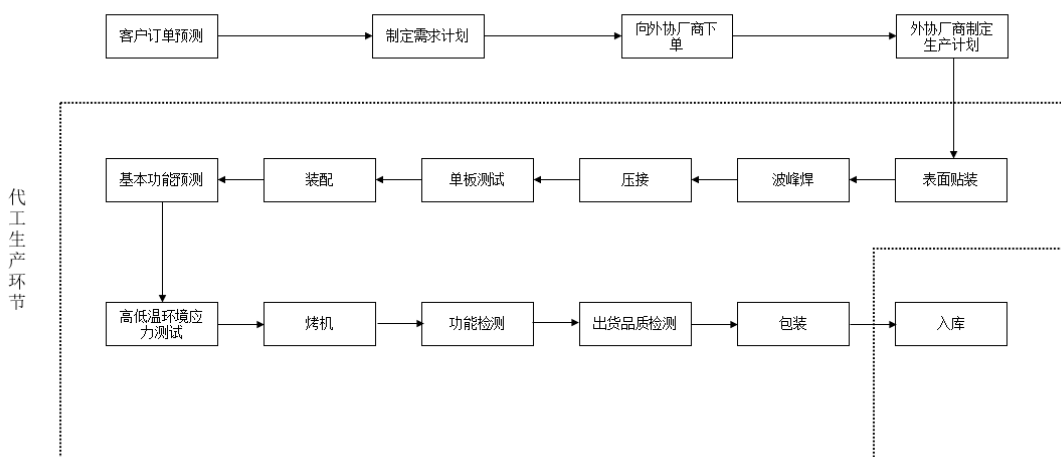 客户订单预测
制定需求计划
向外协厂商下
单
外协厂商制定
生产计划
代工生产环节
基本功能预测
装配
单板测试
压接
波峰焊
表面贴装
高低温环境应
力测试
烤机
功能检测
出货品质检测
包装
入库